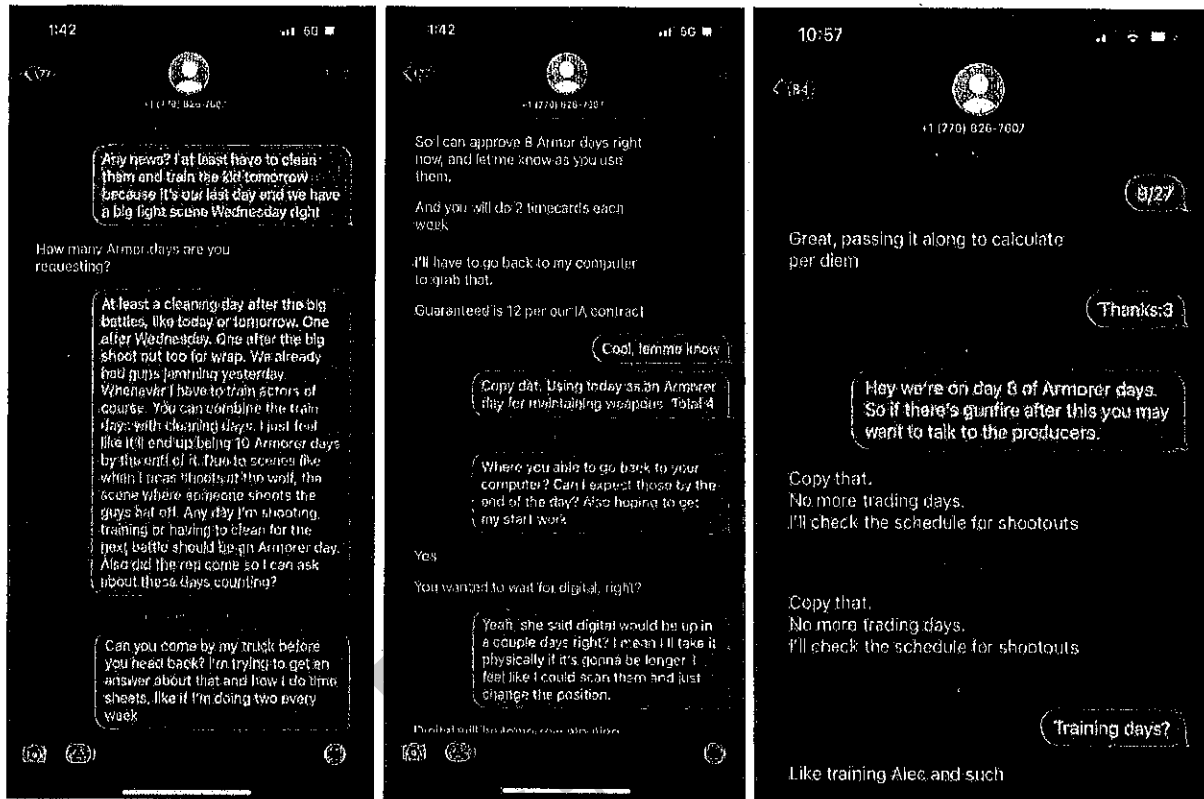 1:42
5G
Any news? I at least have to clean
them and train the kid tomorrow
because it's our last day and we have
a big fight scene Wednesday right
How many Armor days are you
requesting?
At least a cleaning day after the big
battles, like today or tomorrow. One
after Wednesday. One after the big
shoot out too for wrap. We already
had guns jamming yesterday.
Whenever I have to train actors of
course. You can combine the train
days with cleaning days. I just feel
like it'll end up being 10 Armorer days
by the end of it. Due to scenes like
when Lucas shoots at the wolf, the
scene where someone shoots the
guys hat off. Any day I'm shooting,
training or having to clean for the
next battle should be an Armorer day.
Also did the rep come so I can ask
about these days counting?
Can you come by my truck before
you head back? I'm trying to get an
answer about that and how I do time
sheets, like if I'm doing two every
week
1:42
5G
So I can approve 8 Armor days right
now, and let me know as you use
them.
And you will do 2 timecards each
week
I'll have to go back to my computer
to grab that.
Guaranteed is 12 per our IA contract
Cool, lemme know
Copy dat. Using today as an Armorer
day for maintaining weapons. Total 4
Where you able to go back to your
computer? Can I expect those by the
end of the day? Also hoping to get
my start work
Yes
You wanted to wait for digital, right?
Yeah, she said digital would be up in
a couple days right? I mean I'll take it
physically if it's gonna be longer. I
feel like I could scan them and just
change the position.
10:57
(84)
+1 (770) 826-7607
8/27
Great, passing it along to calculate
per diem
Thanks:3
Hey we're on day 8 of Armorer days.
So if there's gunfire after this you may
want to talk to the producers.
Copy that.
No more trading days.
I'll check the schedule for shootouts
Copy that.
No more trading days.
I'll check the schedule for shootouts
Training days?
Like training Alec and such